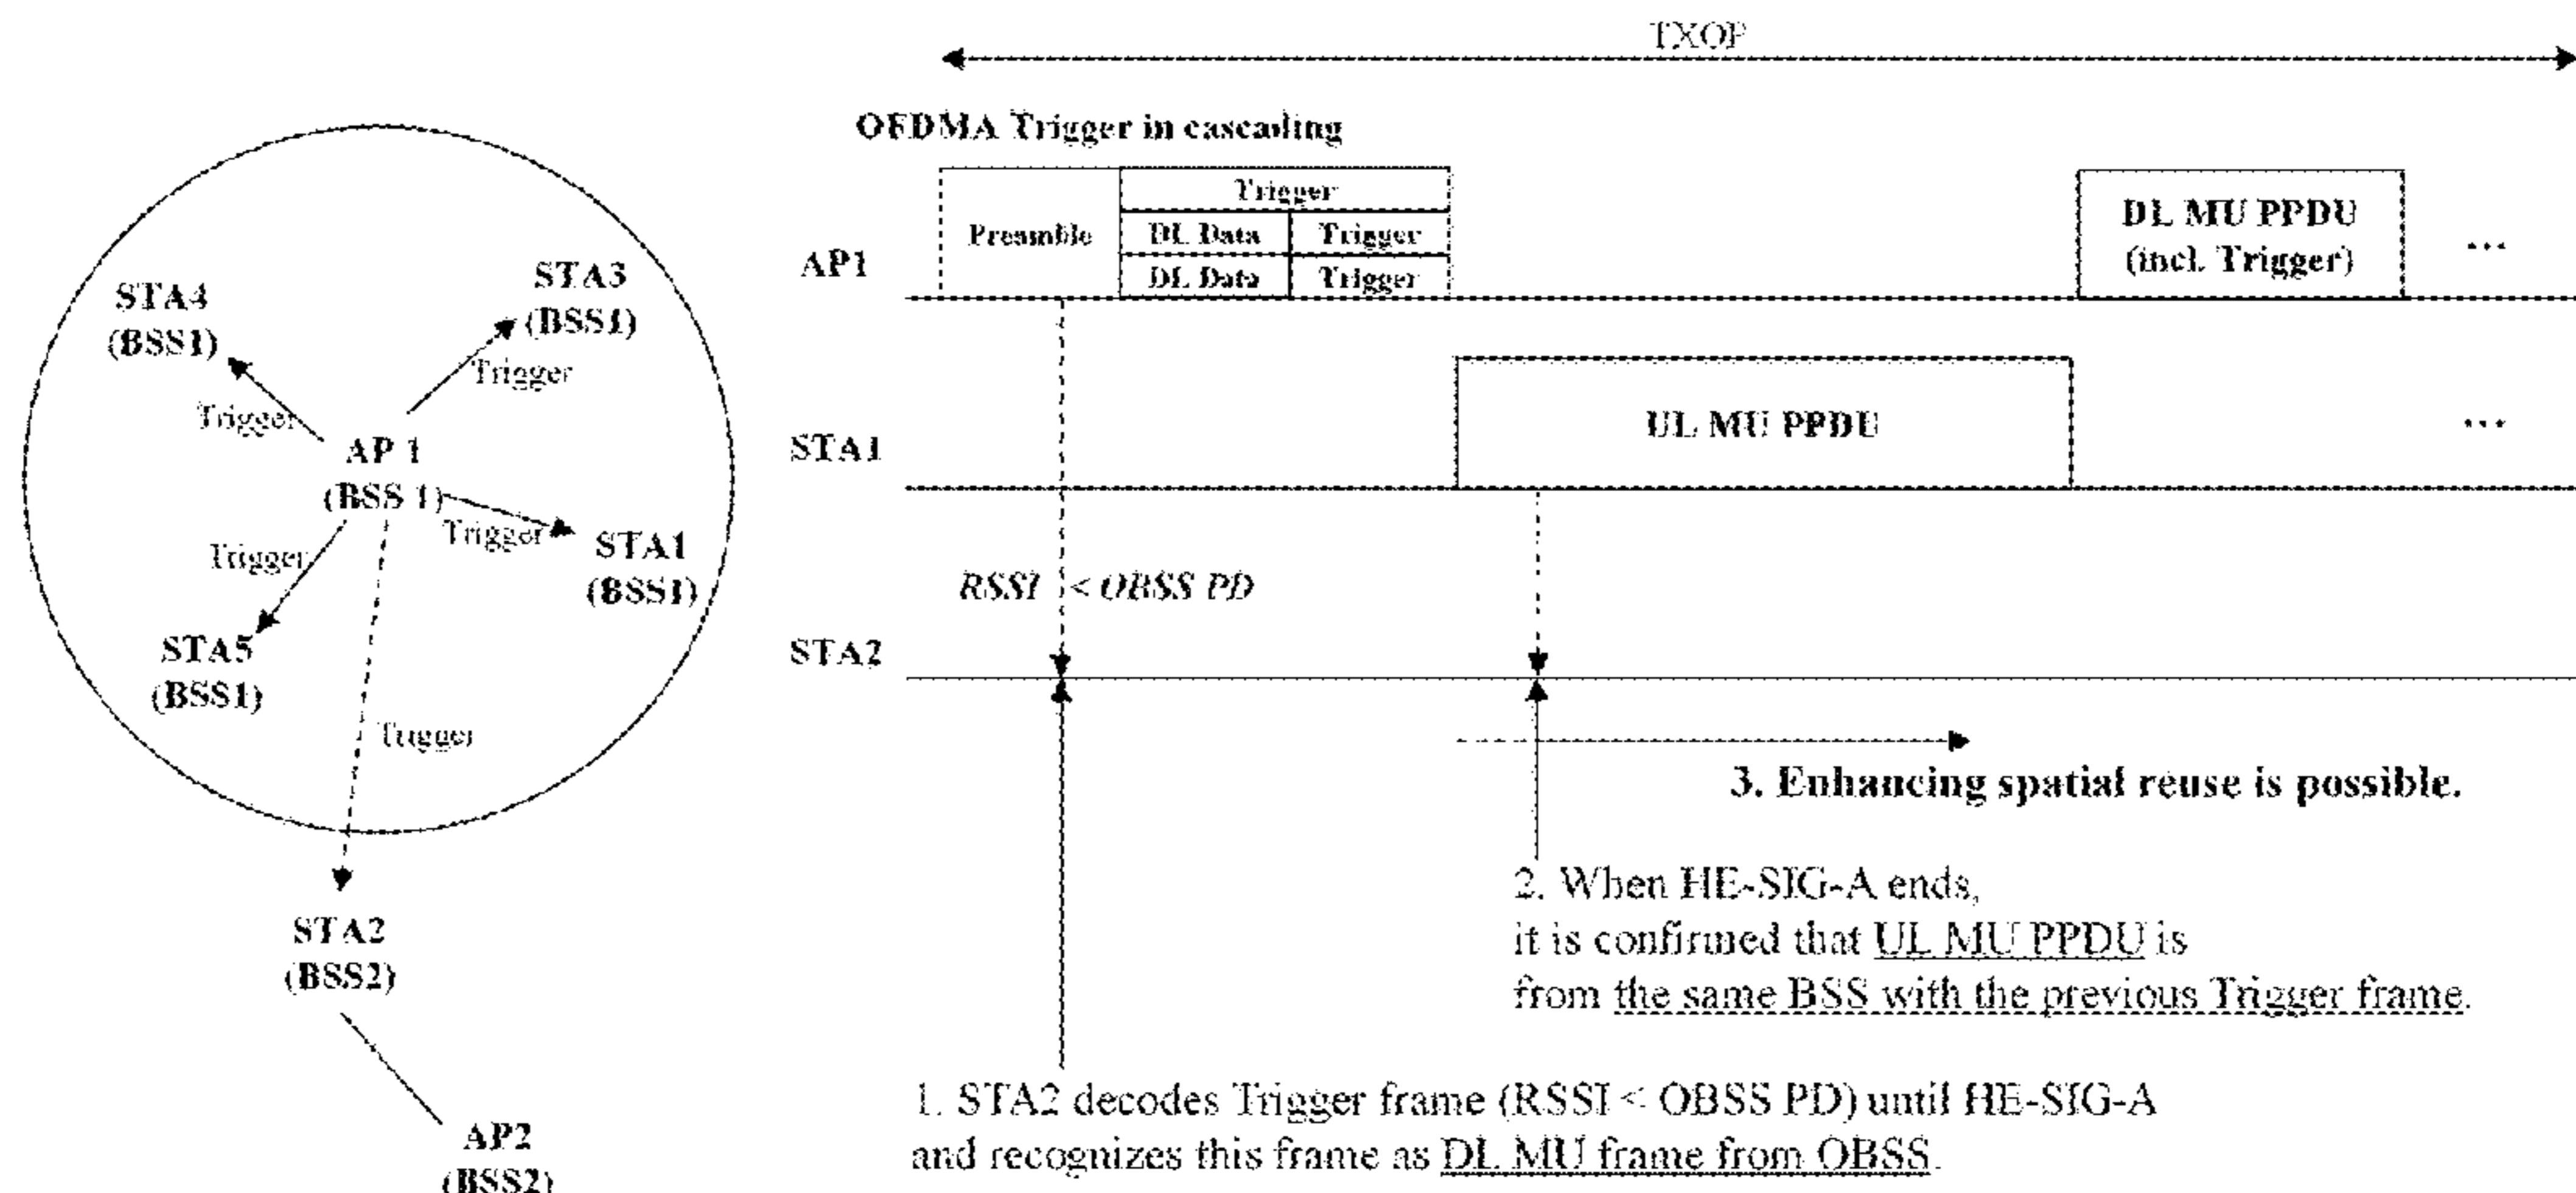 TXOP
OFDMA Trigger in cascading
Preamble
Trigger
DL Data
Trigger
DL Data
Trigger
AP1
DL MU PPDU
(incl. Trigger)
...
STA1
UL MU PPDU
...
RSSI < OBSS PD
STA2
3. Enhancing spatial reuse is possible.
2. When HE-SIG-A ends,
it is confirmed that UL MU PPDU is
from the same BSS with the previous Trigger frame.
1. STA2 decodes Trigger frame (RSSI < OBSS PD) until HE-SIG-A
and recognizes this frame as DL MU frame from OBSS.
STA4
(BSS1)
STA3
(BSS1)
Trigger
Trigger
AP 1
(BSS 1)
Trigger
Trigger
STA1
(BSS1)
STA5
(BSS1)
Trigger
STA2
(BSS2)
AP2
(BSS2)